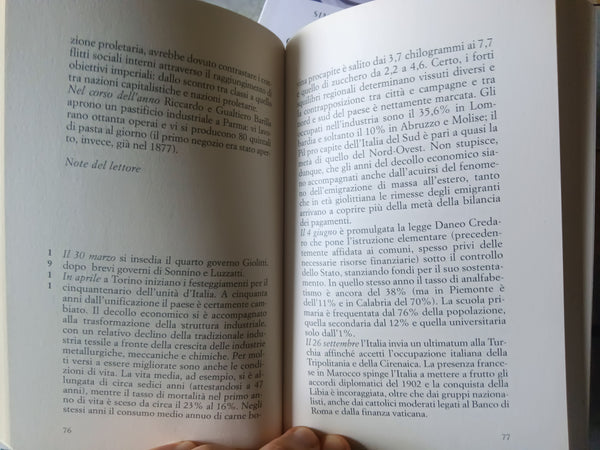 zione proletaria, avrebbe dovuto contrastare i con-
flitti sociali interni attraverso il raggiungimento di
obiettivi imperiali: dallo scontro tra classi a quello
tra nazioni capitalistiche e nazioni proletarie.
Nel corso dell'anno Riccardo e Gualtiero Barilla
aprono un pastificio industriale a Parma: vi lavo-
rano ottanta operai e vi si producono 80 quintali
di pasta al giorno (il primo negozio era stato aper-
to, invece, già nel 1877).
Note del lettore
1 Il 30 marzo si insedia il quarto governo Giolitti,
9 dopo brevi governi di Sonnino e Luzzatti.
1 In aprile a Torino iniziano i festeggiamenti per il
1 cinquantenario dell'unità d'Italia. A cinquanta
anni dall'unificazione il paese è certamente cam-
biato. Il decollo economico si è accompagnato
alla trasformazione della struttura industriale,
con un relativo declino della tradizionale indu-
stria tessile a fronte della crescita delle industrie
metallurgiche, meccaniche e chimiche. Per mol-
ti versi a essere migliorate sono anche le condi-
zioni di vita. La vita media, ad esempio, si è al-
lungata di circa sedici anni (attestandosi a 47
anni), mentre il tasso di mortalità nel primo an-
no di vita è sceso da circa il 23% al 16%. Negli
stessi anni il consumo medio annuo di carne bo-
76
vina procapite è salito dai 3,7 chilogrammi ai 7,7
e quello di zucchero da 2,2 a 4,6. Certo, i forti
squilibri regionali determinano vissuti diversi e
la contrapposizione tra città e campagne e tra
nord e sud del paese è nettamente marcata. Gli
occupati nell'industria sono il 35,6% in Lom-
bardia e soltanto il 10% in Abruzzo e Molise; il
Pil pro capite dell'Italia del Sud è pari a quasi la
metà di quello del Nord-Ovest. Non stupisce,
dunque, che gli anni del decollo economico sia-
no accompagnati anche dall'acuirsi del fenome-
no dell'emigrazione di massa all'estero, tanto
che in età giolittiana le rimesse degli emigranti
arrivano a coprire più della metà della bilancia
dei pagamenti.
Il 4 giugno è promulgata la legge Daneo Creda-
ro che pone l'istruzione elementare (precedente-
mente affidata ai comuni, spesso privi delle
necessarie risorse finanziarie) sotto il controllo
dello Stato, stanziando fondi per il suo sostenta-
mento. In quello stesso anno il tasso di analfabe-
tismo è ancora del 38% (ma in Piemonte è
dell'11% e in Calabria del 70%). La scuola pri-
maria è frequentata dal 76% della popolazione,
quella secondaria dal 12% e quella universitaria
solo dall'1%.
Il 26 settembre l'Italia invia un ultimatum alla Tur-
chia affinché accetti l'occupazione italiana della
Tripolitania e della Cirenaica. La presenza france-
se in Marocco spinge l'Italia a mettere a frutto gli
accordi diplomatici del 1902 e la conquista della
Libia è incoraggiata, oltre che dai gruppi naziona-
listi, anche dai cattolici moderati legati al Banco di
Roma e dalla finanza vaticana.
77